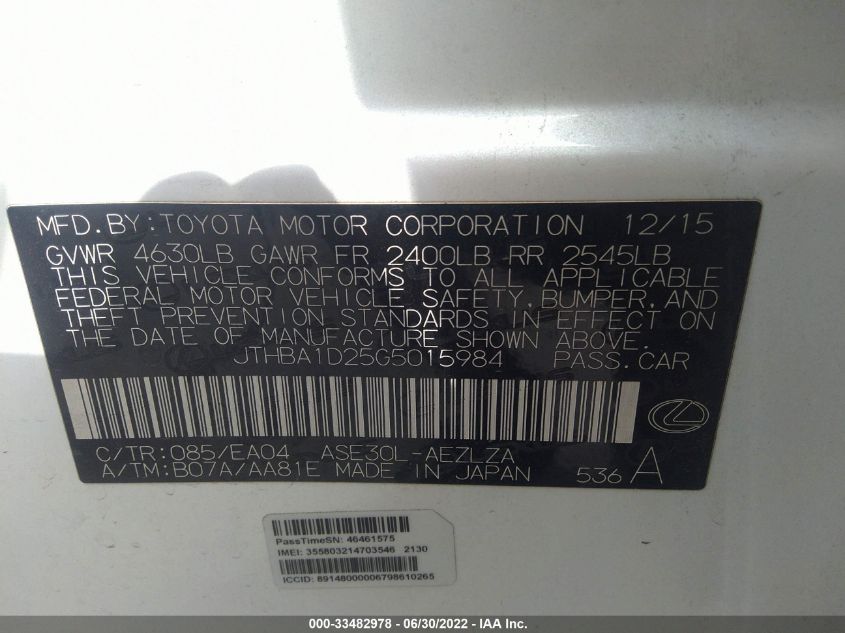 MFD.BY:TOYOTA MOTOR CORPORATION 12/15
GVWR 4630LB GAWR FR 2400LB RR 2545LB
THIS VEHICLE CONFORMS TO ALL APPLICABLE
FEDERAL MOTOR VEHICLE SAFETY,BUMPER,AND
THEFT PREVENTION STANDARDS IN EFFECT ON
THE DATE OF MANUFACTURE SHOWN ABOVE.
JTHBA1D25G5015984 PASS.CAR
C/TR:085/EA04 ASE30L-AEZLZA
A/TM:B07A/AA81E MADE IN JAPAN 536 A
PassTimeSN: 46461575
IMEI: 355803214703546 2130
ICCID: 89148000006798610265
000-33482978 - 06/30/2022 - IAA Inc.